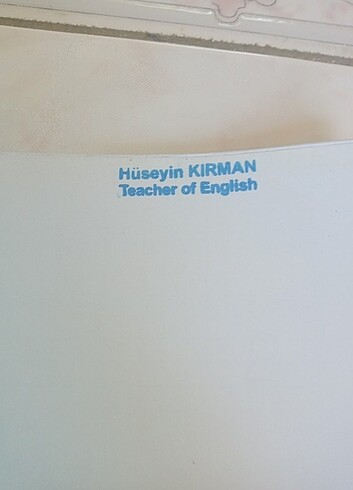 Hüseyin KIRMAN
Teacher of English